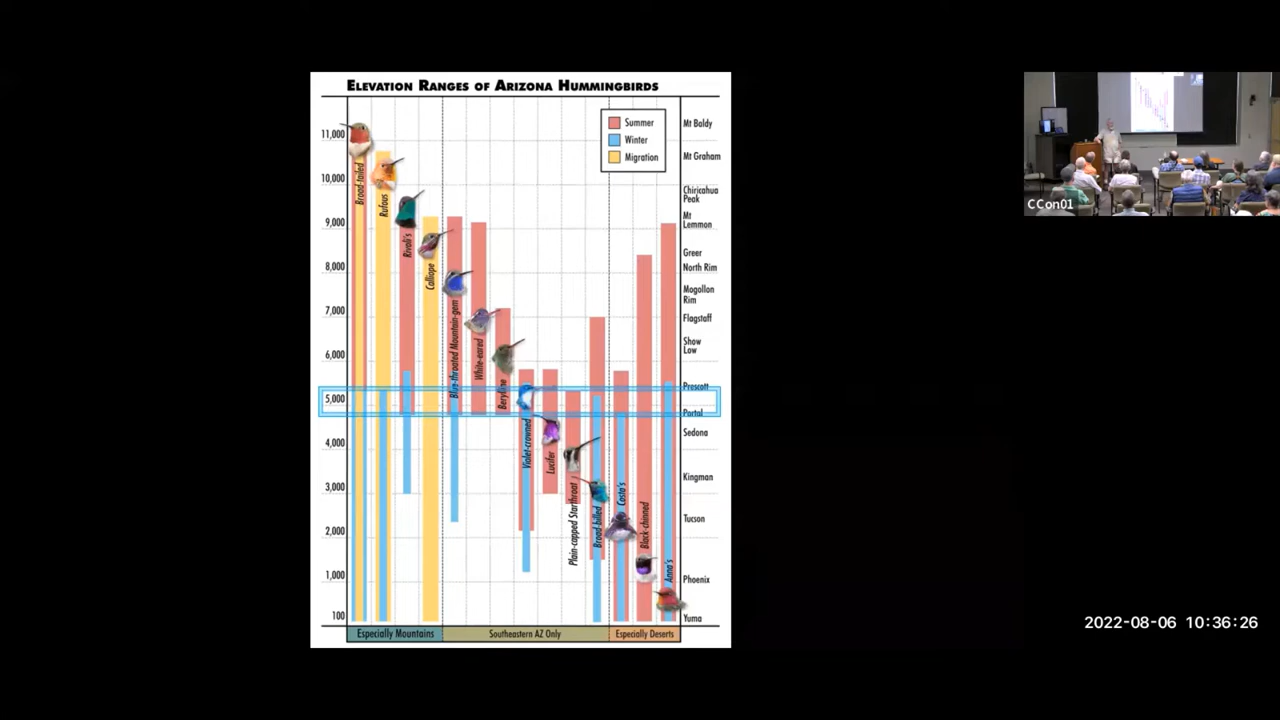 ELEVATION RANGES OF ARIZONA HUMMINGBIRDS
Summer
Winter
Migration
11,000
10,000
9,000
8,000
7,000
6,000
5,000
4,000
3,000
2,000
1,000
100
Broad-tailed
Rufous
Rivoli's
Calliope
Blue-throated Mountain-gem
White-eared
Berylline
Violet-crowned
Lucifer
Plain-capped Starthroat
Broad-billed
Costa's
Black-chinned
Anna's
Mt Baldy
Mt Graham
Chiricahua
Peak
Mt
Lemmon
Greer
North Rim
Mogollon
Rim
Flagstaff
Show
Low
Prescott
Portal
Sedona
Kingman
Tucson
Phoenix
Yuma
Especially Mountains
Southeastern AZ Only
Especially Deserts
CCon01
2022-08-06 10:36:26